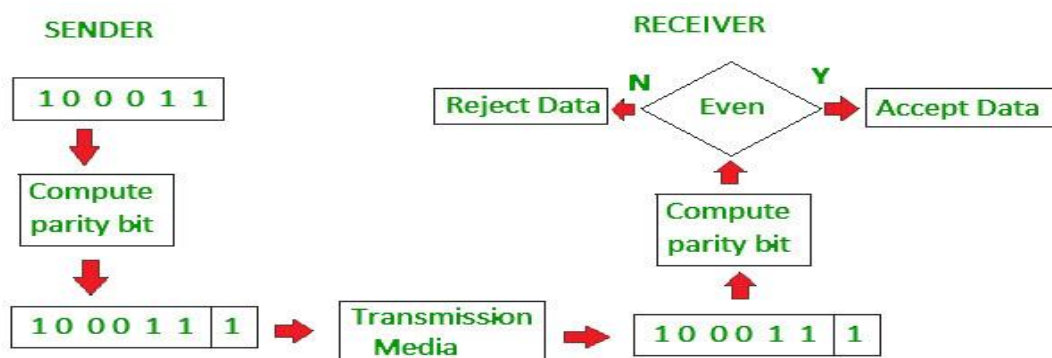 SENDER
1 0 0 0 1 1
Compute
parity bit
1 0 0 0 1 1 1
Transmission
Media
RECEIVER
1 0 0 0 1 1 1
Compute
parity bit
Even
N
Reject Data
Y
Accept Data